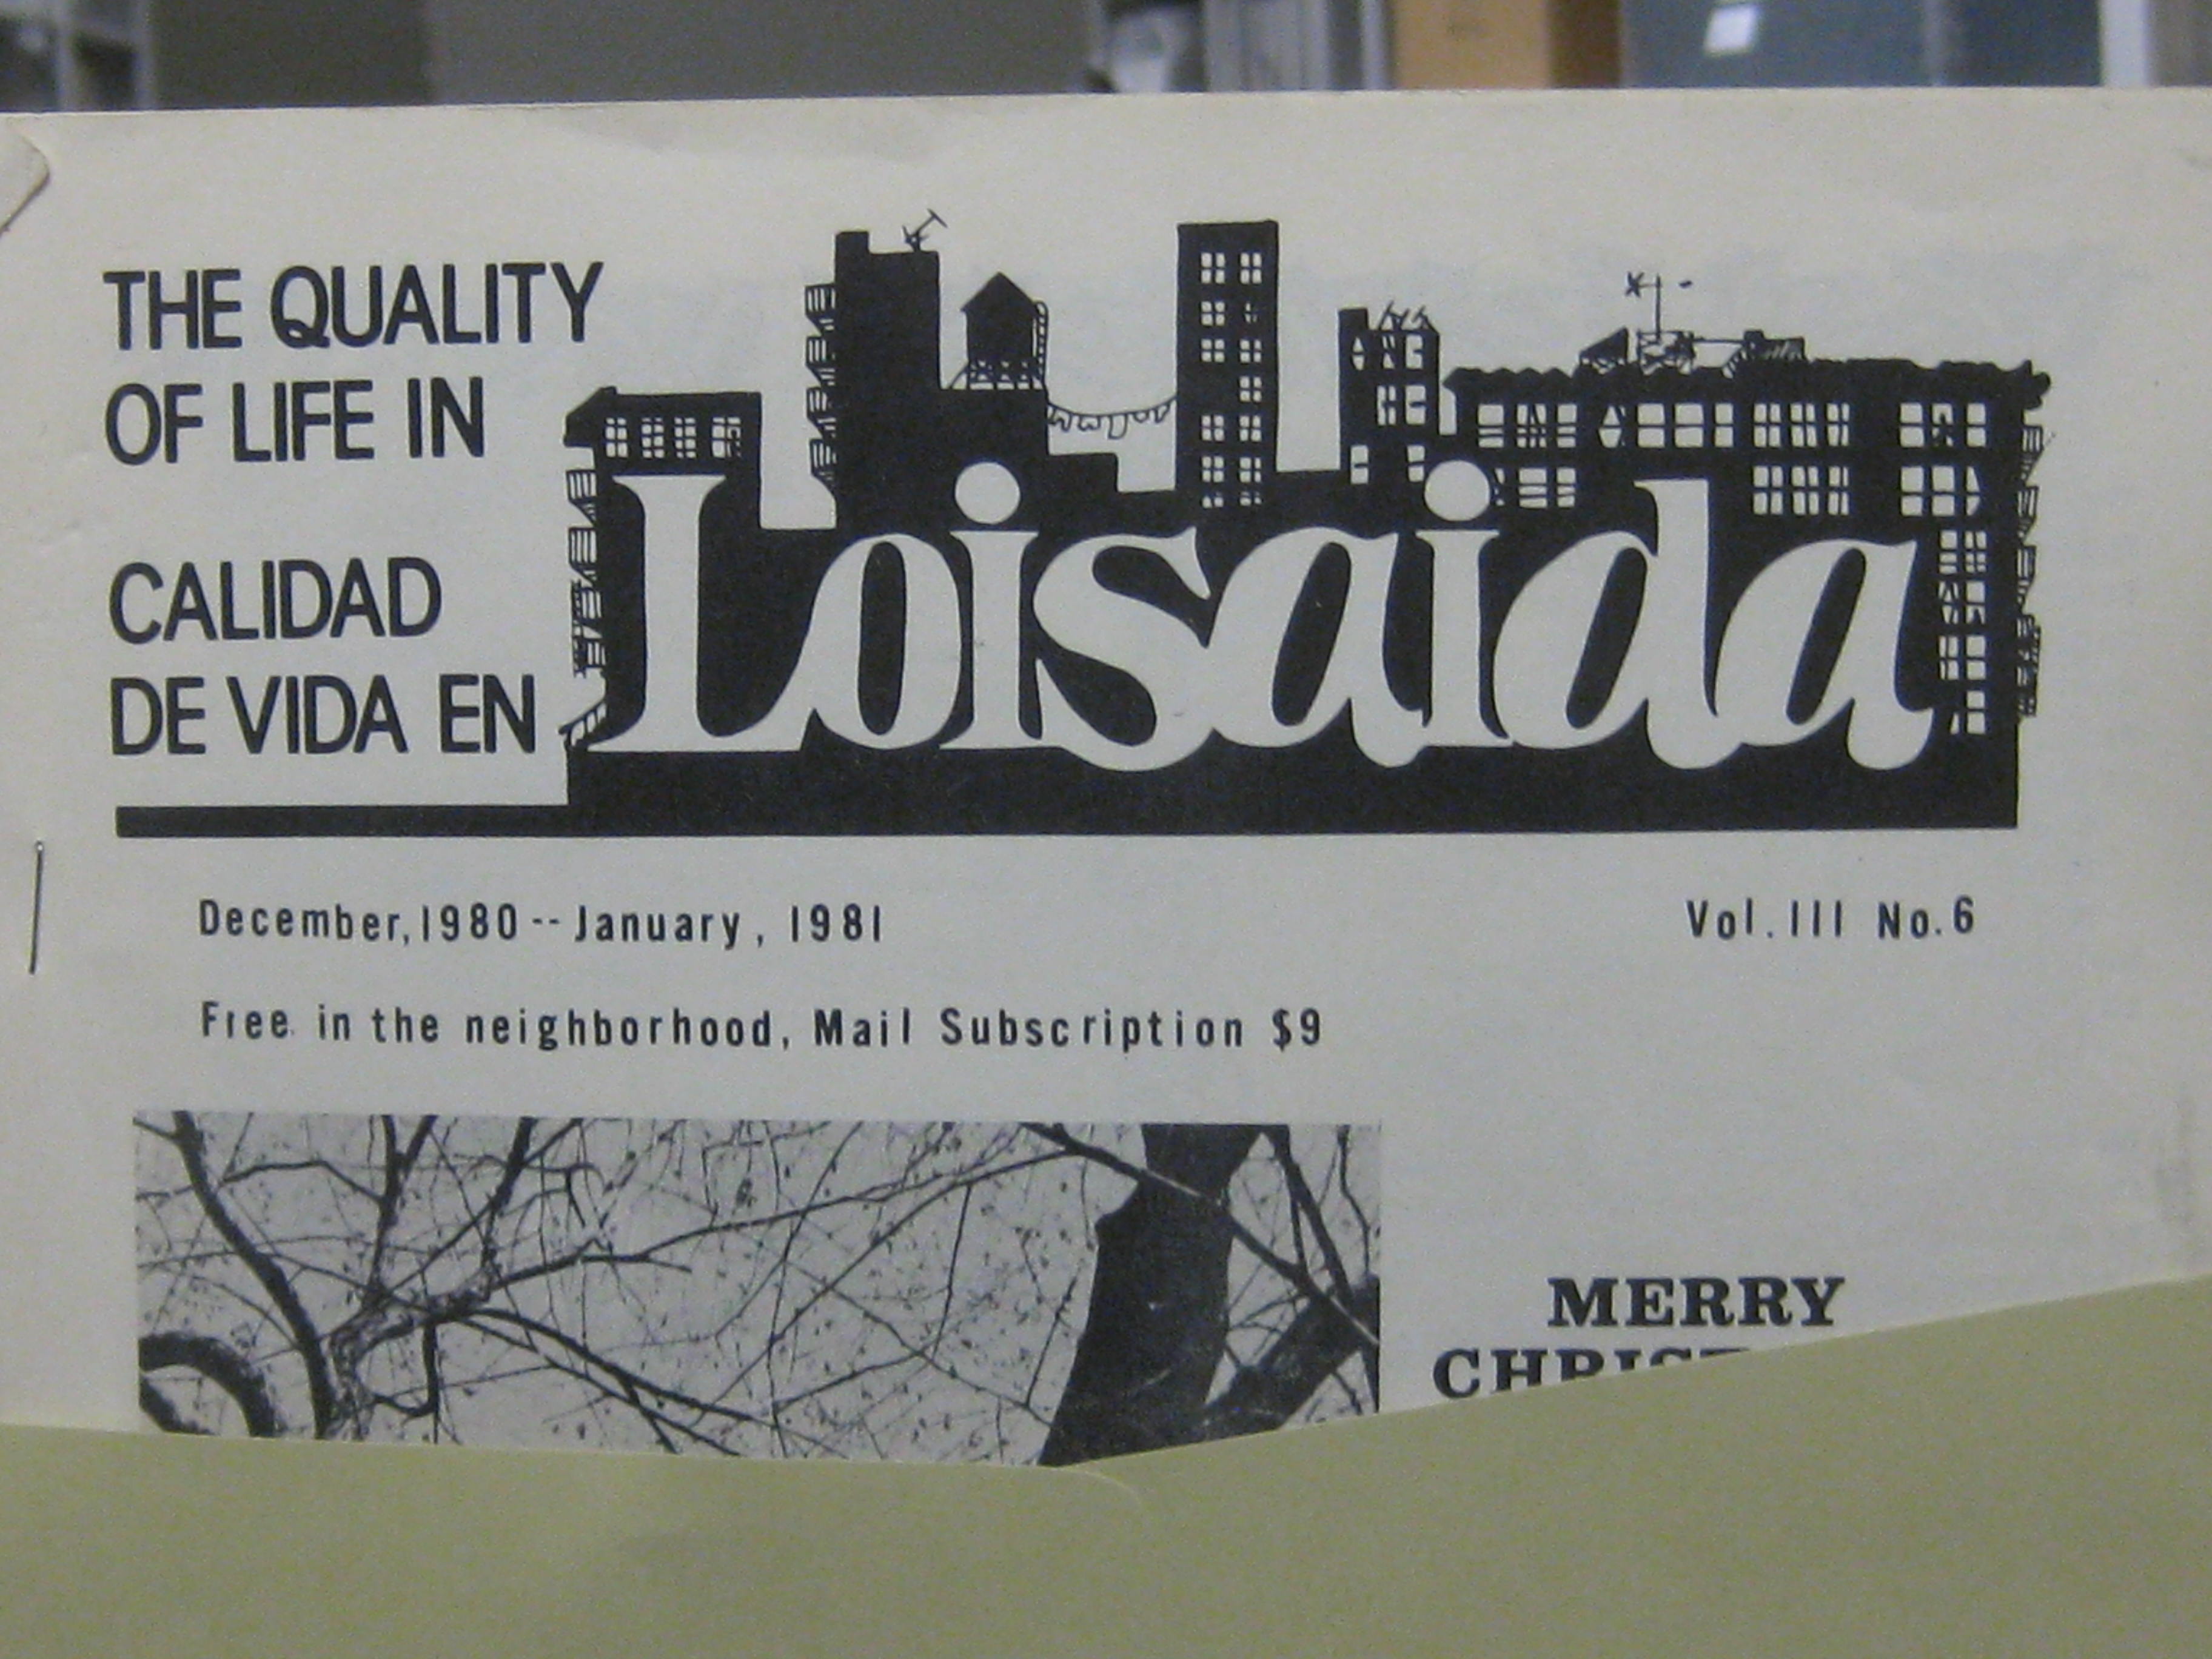 THE QUALITY
OF LIFE IN
CALIDAD
DE VIDA EN
Loisaida
December, 1980 -- January, 1981
Vol. III No. 6
Free in the neighborhood, Mail Subscription $9
MERRY